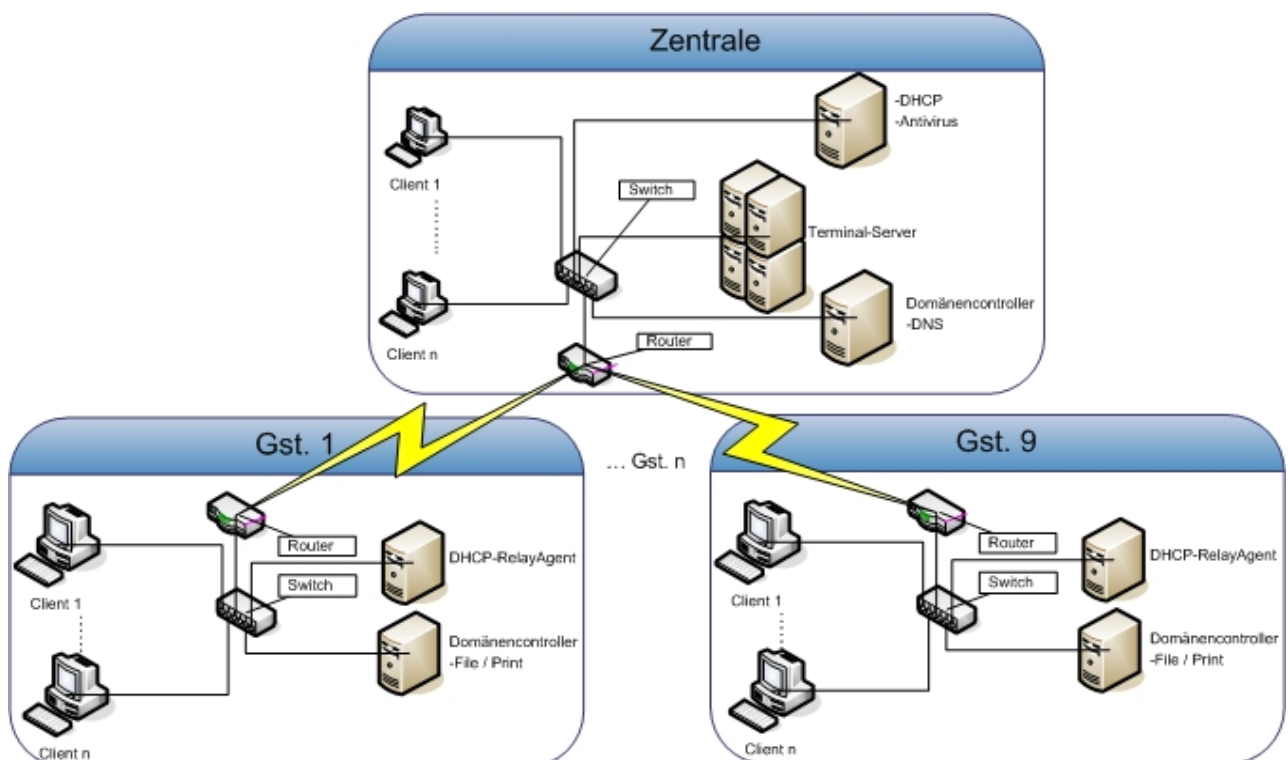 Zentrale
-DHCP
-Antivirus
Client 1
Switch
Terminal-Server
Client n
Domänencontroller
-DNS
Router
Gst. 1
... Gst. n
Gst. 9
Client 1
Router
DHCP-RelayAgent
Switch
Domänencontroller
-File / Print
Client n
Client 1
Router
DHCP-RelayAgent
Switch
Domänencontroller
-File / Print
Client n